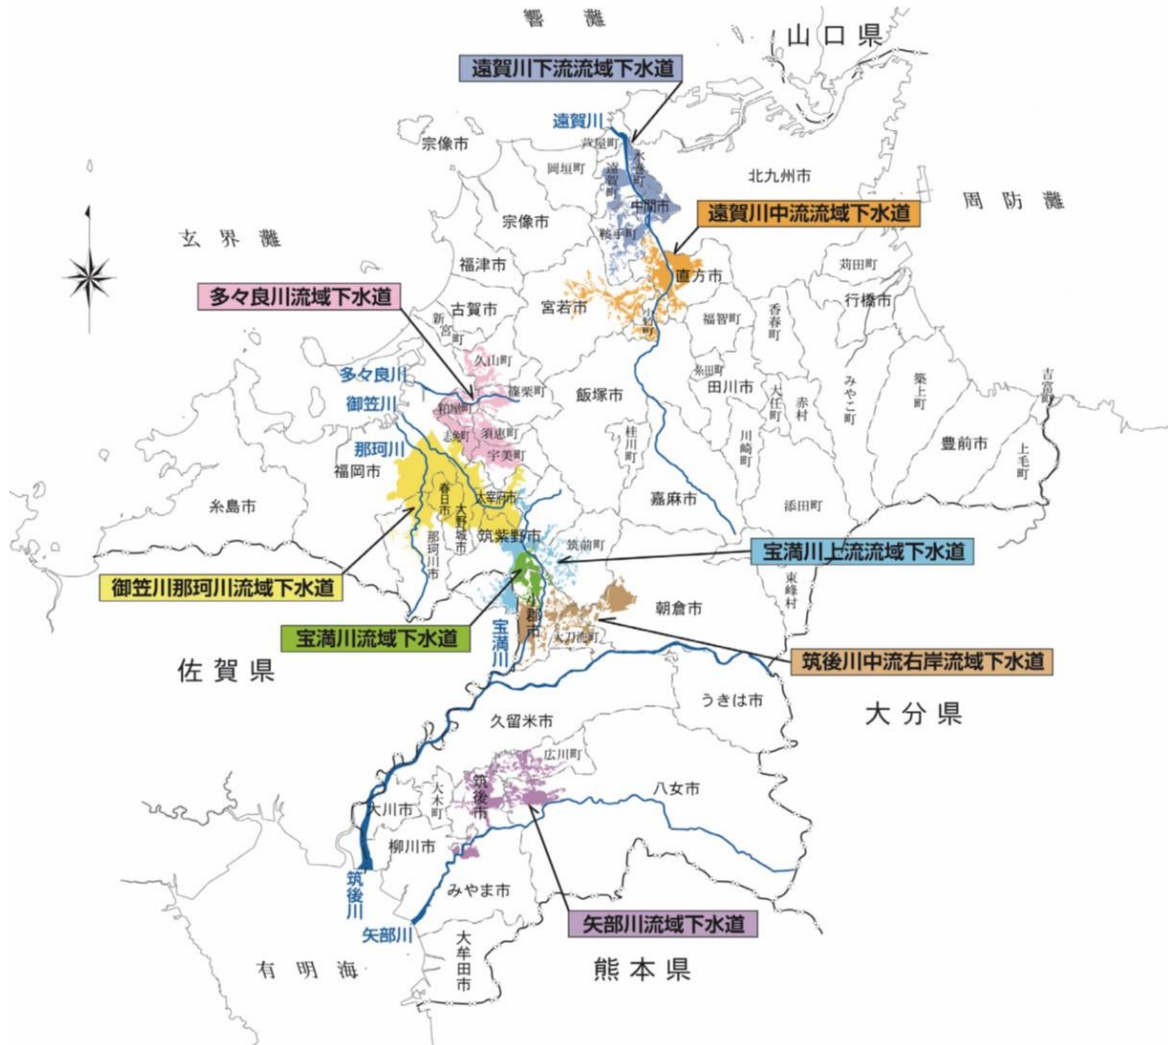 響灘
山口県
遠賀川下流流域下水道
遠賀川
芦屋町
宗像市
水巻町
岡垣町
遠賀町
北九州市
周防灘
中間市
遠賀川中流流域下水道
宗像市
鞍手町
玄界灘
福津市
直方市
苅田町
多々良川流域下水道
古賀市
宮若市
行橋市
新宮町
小竹町
福智町
香春町
久山町
糸田町
多々良川
篠栗町
飯塚市
田川市
大任町
赤村
みやこ町
築上町
吉富町
御笠川
粕屋町
志免町
須恵町
桂川町
川崎町
豊前市
上毛町
那珂川
宇美町
福岡市
糸島市
春日市
太宰府市
嘉麻市
添田町
大野城市
筑紫野市
那珂川市
筑前町
宝満川上流流域下水道
御笠川那珂川流域下水道
東峰村
小郡市
朝倉市
宝満川流域下水道
宝満川
大刀洗町
筑後川中流右岸流域下水道
佐賀県
うきは市
大分県
久留米市
広川町
筑後市
八女市
大木町
大川市
柳川市
筑後川
みやま市
矢部川
矢部川流域下水道
大牟田市
有明海
熊本県